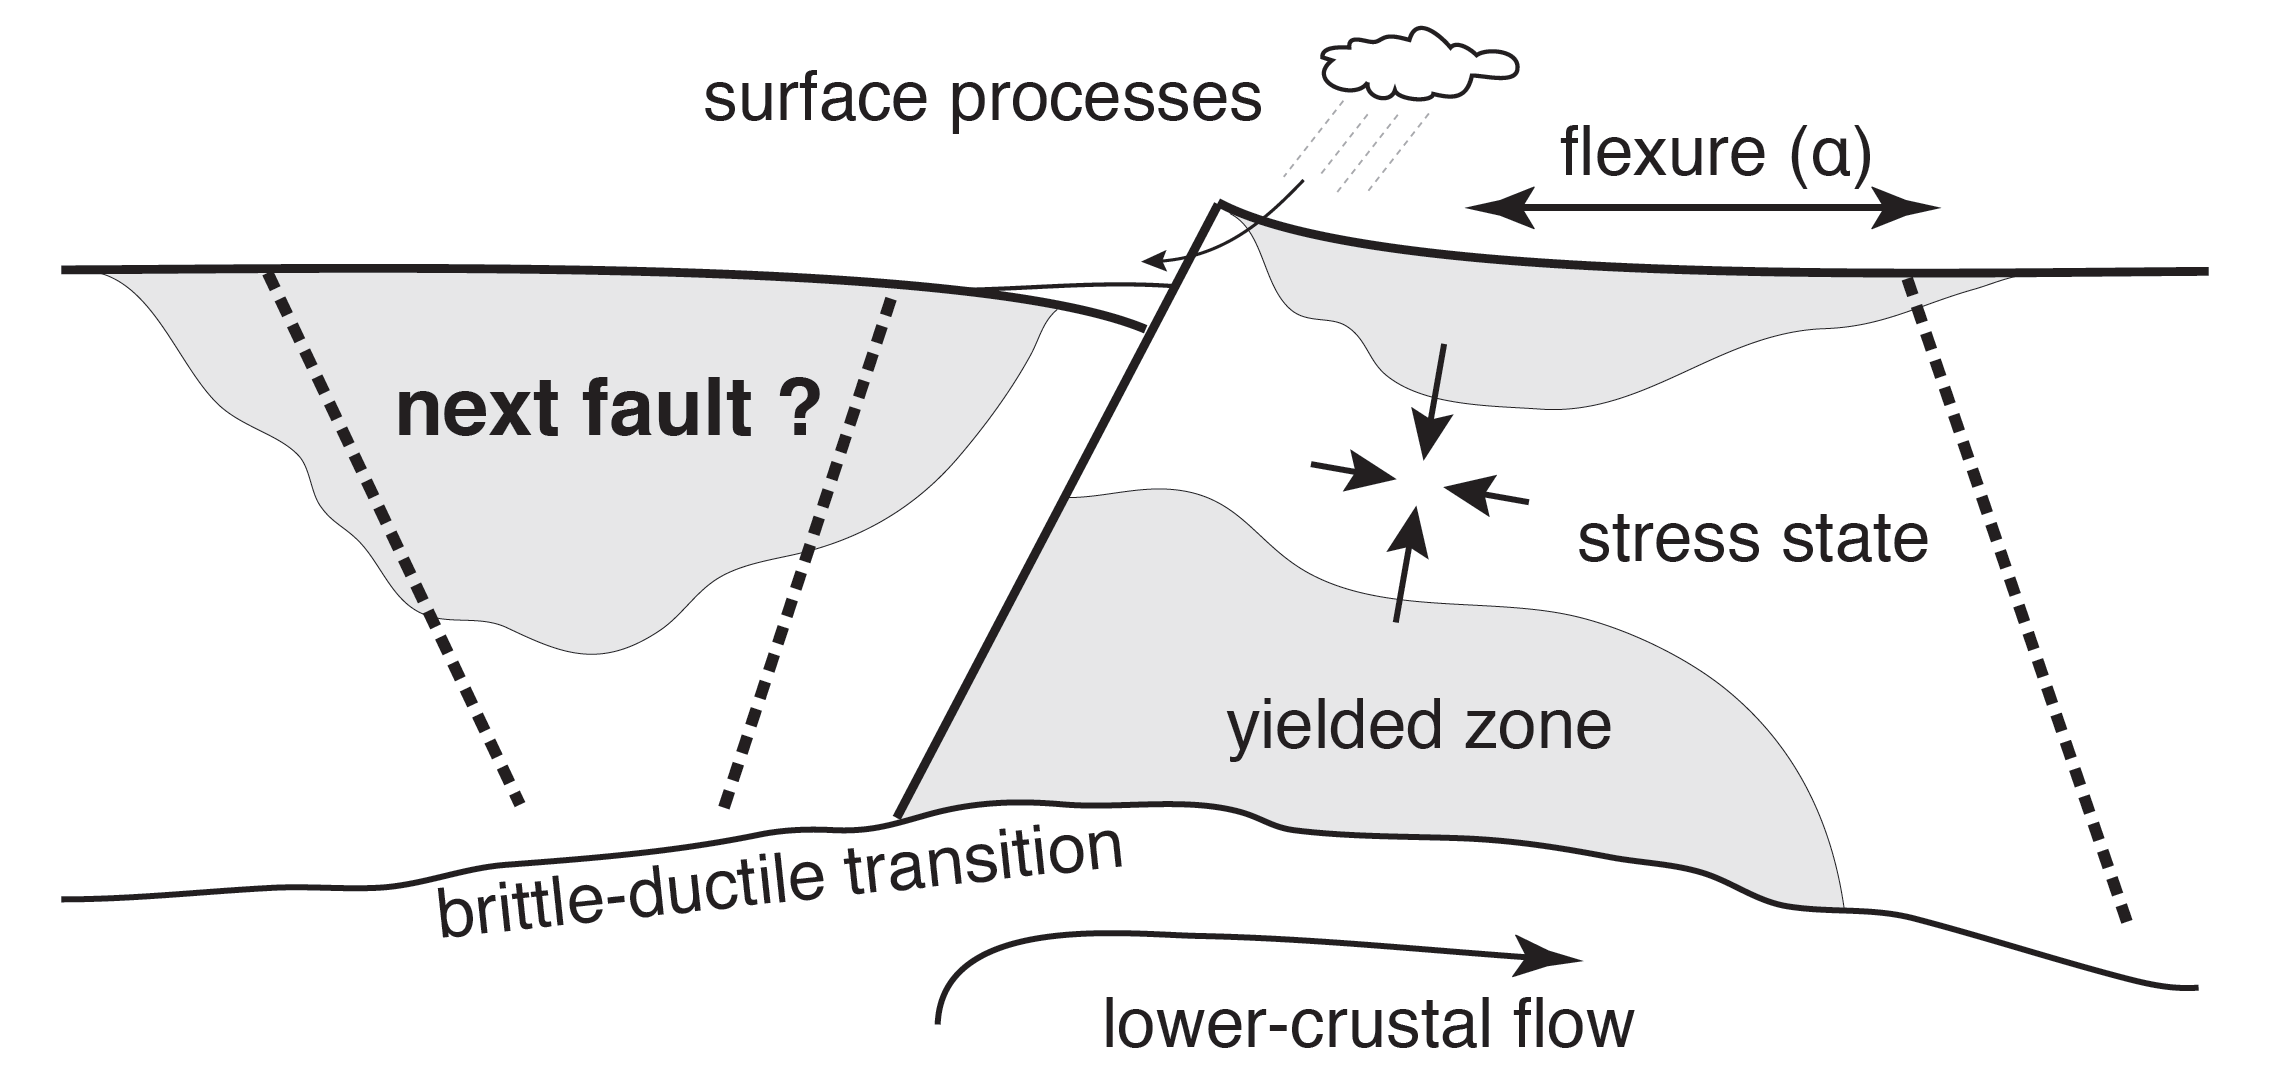 surface processes
flexure (α)
next fault ?
stress state
yielded zone
brittle-ductile transition
lower-crustal flow